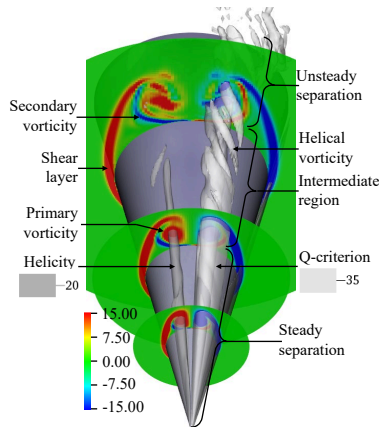 Unsteady
separation
Secondary
vorticity
Helical
vorticity
Shear
layer
Intermediate
region
Primary
vorticity
Helicity
Q-criterion
−20
−35
15.00
7.50
0.00
-7.50
-15.00
Steady
separation